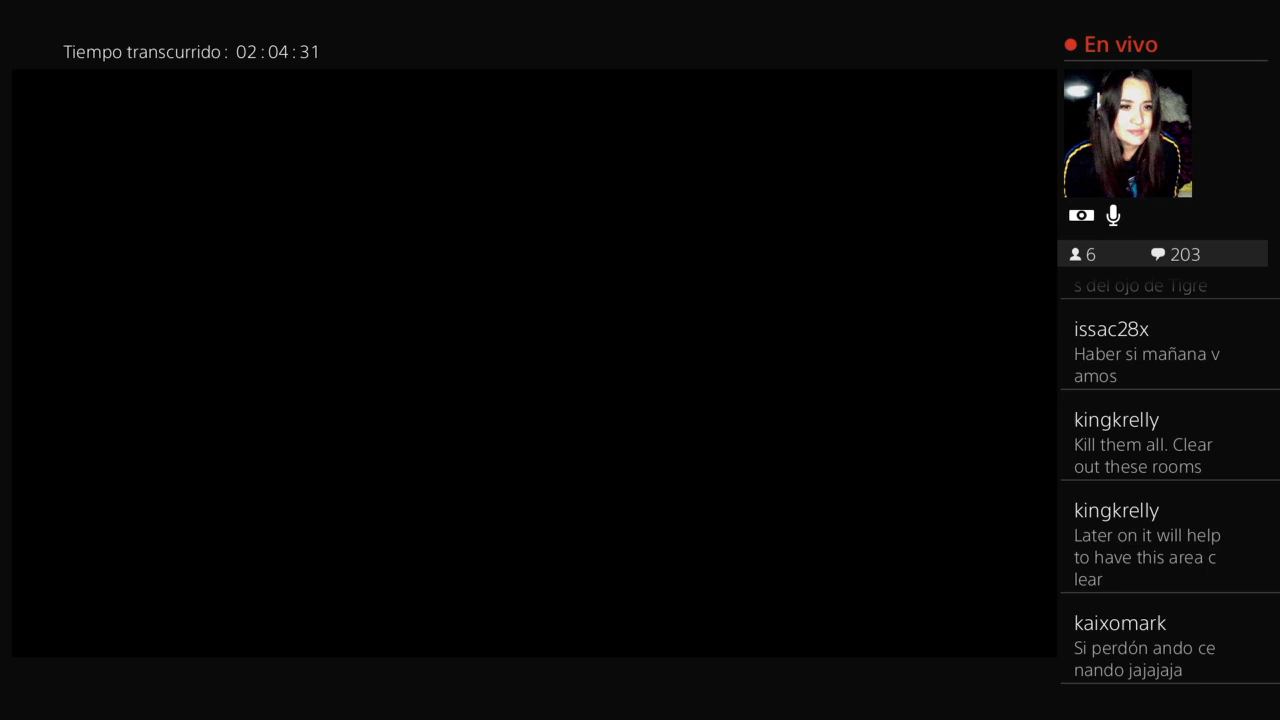 Tiempo transcurrido : 02 : 04 : 31
En vivo
6
203
s del ojo de Tigre
issac28x
Haber si mañana v
amos
kingkrelly
Kill them all. Clear
out these rooms
kingkrelly
Later on it will help
to have this area c
lear
kaixomark
Si perdón ando ce
nando jajajaja